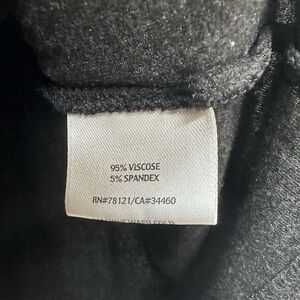 95% VISCOSE
5% SPANDEX
RN#78121/CA#34460